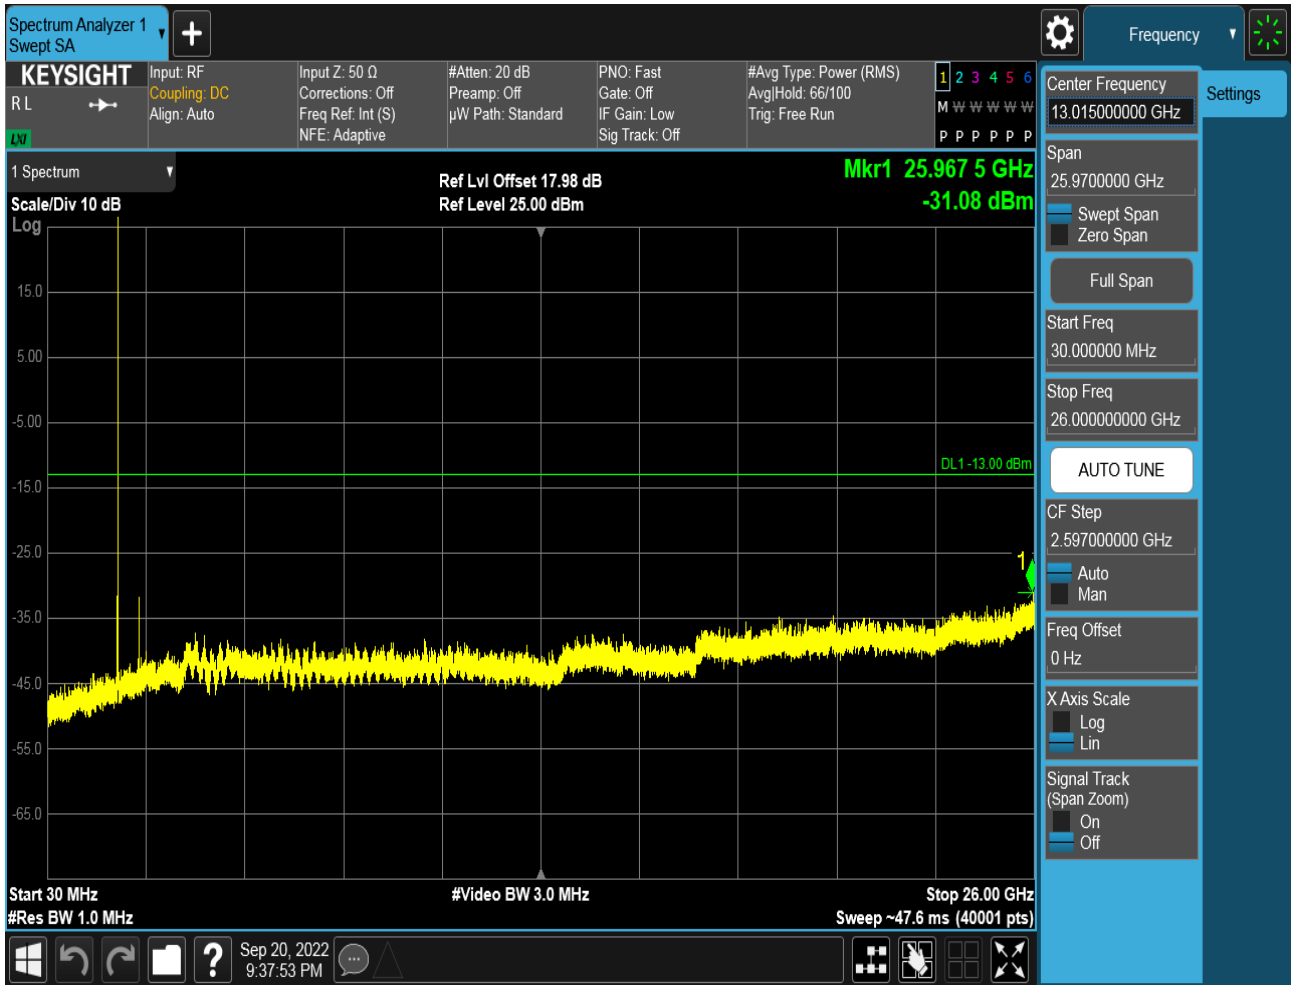 Spectrum Analyzer 1
Swept SA
Frequency
KEYSIGHT
R L
LXI
Input: RF
Coupling: DC
Align: Auto
Input Z: 50 Ω
Corrections: Off
Freq Ref: Int (S)
NFE: Adaptive
#Atten: 20 dB
Preamp: Off
µW Path: Standard
PNO: Fast
Gate: Off
IF Gain: Low
Sig Track: Off
#Avg Type: Power (RMS)
Avg|Hold: 66/100
Trig: Free Run
1 2 3 4 5 6
M W W W W W
P P P P P P
1 Spectrum
Scale/Div 10 dB
Log
Ref Lvl Offset 17.98 dB
Ref Level 25.00 dBm
Mkr1 25.967 5 GHz
-31.08 dBm
15.0
5.00
-5.00
-15.0
-25.0
-35.0
-45.0
-55.0
-65.0
DL1 -13.00 dBm
1
Start 30 MHz
#Res BW 1.0 MHz
#Video BW 3.0 MHz
Stop 26.00 GHz
Sweep ~47.6 ms (40001 pts)
Center Frequency
13.015000000 GHz
Settings
Span
25.9700000 GHz
Swept Span
Zero Span
Full Span
Start Freq
30.000000 MHz
Stop Freq
26.000000000 GHz
AUTO TUNE
CF Step
2.597000000 GHz
Auto
Man
Freq Offset
0 Hz
X Axis Scale
Log
Lin
Signal Track
(Span Zoom)
On
Off
?
Sep 20, 2022
9:37:53 PM